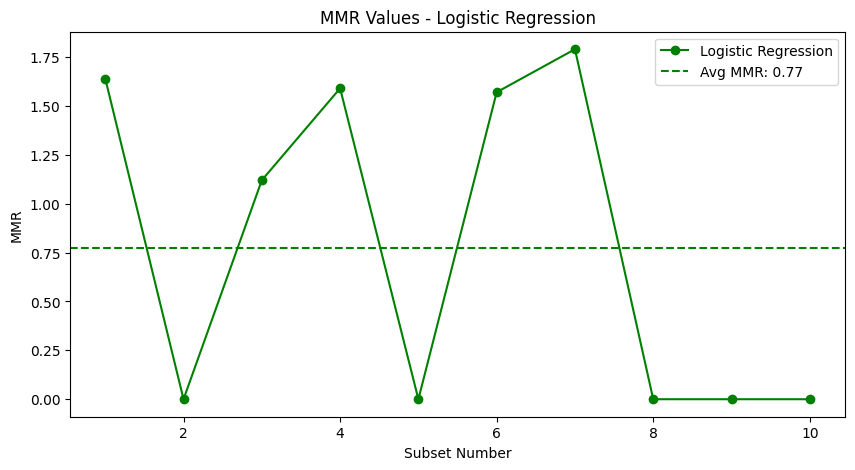 MMR Values - Logistic Regression
Logistic Regression
Avg MMR: 0.77
MMR
1.75
1.50
1.25
1.00
0.75
0.50
0.25
0.00
2 4 6 8 10
Subset Number